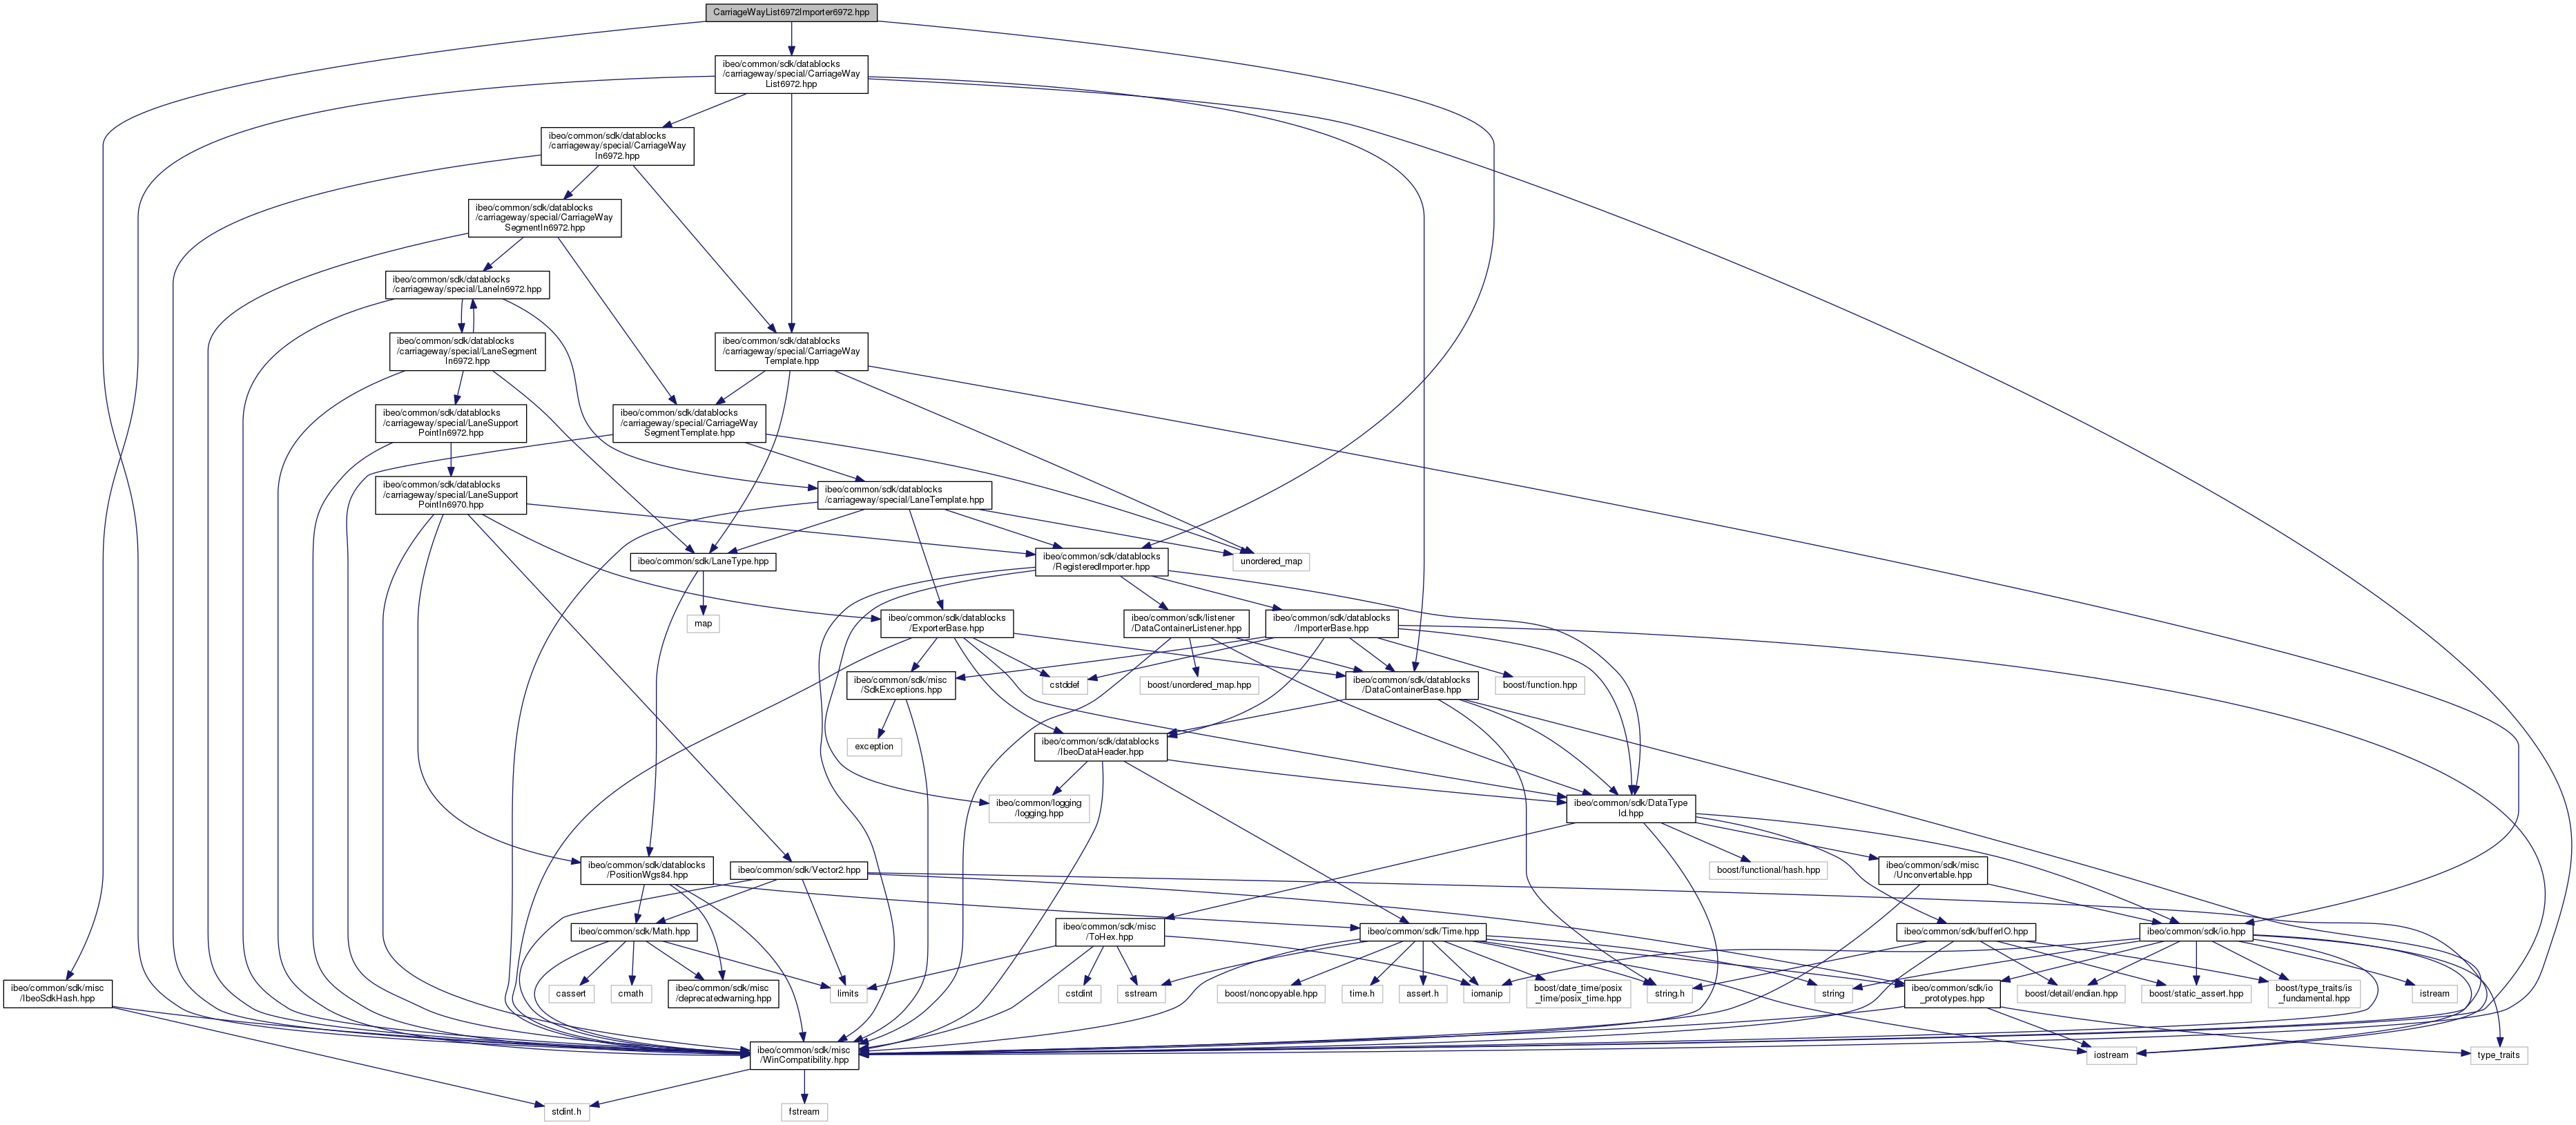 CarriageWayList6972Importer6972.hpp
ibeo/common/sdk/datablocks
/carriageway/special/CarriageWay
List6972.hpp
ibeo/common/sdk/datablocks
/carriageway/special/CarriageWay
In6972.hpp
ibeo/common/sdk/datablocks
/carriageway/special/CarriageWay
SegmentIn6972.hpp
ibeo/common/sdk/datablocks
/carriageway/special/LaneIn6972.hpp
ibeo/common/sdk/datablocks
/carriageway/special/LaneSegment
In6972.hpp
ibeo/common/sdk/datablocks
/carriageway/special/CarriageWay
Template.hpp
ibeo/common/sdk/datablocks
/carriageway/special/LaneSupport
PointIn6972.hpp
ibeo/common/sdk/datablocks
/carriageway/special/CarriageWay
SegmentTemplate.hpp
ibeo/common/sdk/datablocks
/carriageway/special/LaneSupport
PointIn6970.hpp
ibeo/common/sdk/datablocks
/carriageway/special/LaneTemplate.hpp
ibeo/common/sdk/LaneType.hpp
ibeo/common/sdk/datablocks
/RegisteredImporter.hpp
unordered_map
map
ibeo/common/sdk/datablocks
/ExporterBase.hpp
ibeo/common/sdk/listener
/DataContainerListener.hpp
ibeo/common/sdk/datablocks
/ImporterBase.hpp
ibeo/common/sdk/misc
/SdkExceptions.hpp
cstddef
boost/unordered_map.hpp
ibeo/common/sdk/datablocks
/DataContainerBase.hpp
boost/function.hpp
exception
ibeo/common/sdk/datablocks
/IbeoDataHeader.hpp
ibeo/common/logging
/logging.hpp
ibeo/common/sdk/DataType
Id.hpp
ibeo/common/sdk/datablocks
/PositionWgs84.hpp
ibeo/common/sdk/Vector2.hpp
boost/functional/hash.hpp
ibeo/common/sdk/misc
/Unconvertable.hpp
ibeo/common/sdk/Math.hpp
ibeo/common/sdk/misc
/ToHex.hpp
ibeo/common/sdk/Time.hpp
ibeo/common/sdk/bufferIO.hpp
ibeo/common/sdk/io.hpp
ibeo/common/sdk/misc
/IbeoSdkHash.hpp
cassert
cmath
ibeo/common/sdk/misc
/deprecatedwarning.hpp
limits
cstdint
sstream
boost/noncopyable.hpp
time.h
assert.h
iomanip
boost/date_time/posix
_time/posix_time.hpp
string.h
string
ibeo/common/sdk/io
_prototypes.hpp
boost/detail/endian.hpp
boost/static_assert.hpp
boost/type_traits/is
_fundamental.hpp
istream
ibeo/common/sdk/misc
/WinCompatibility.hpp
iostream
type_traits
stdint.h
fstream